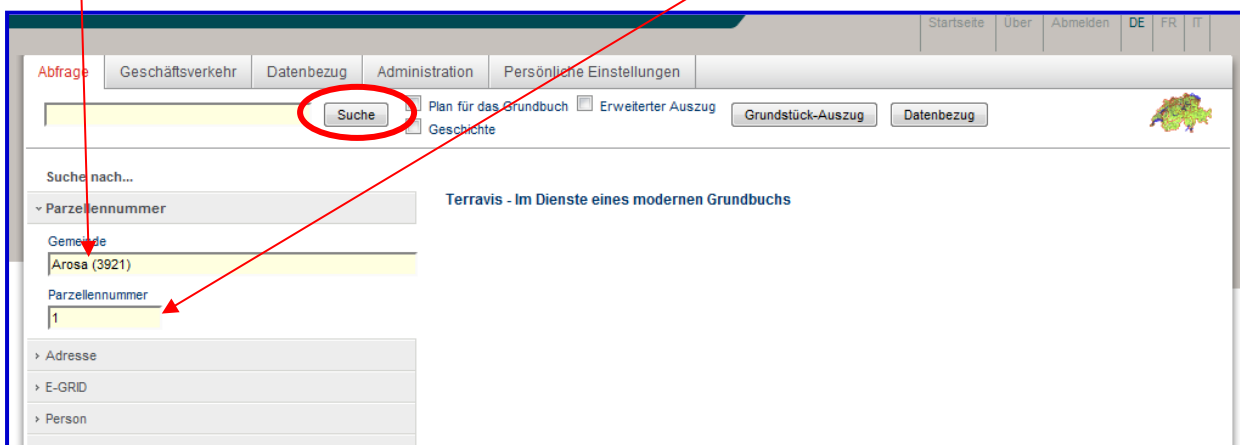 Startseite Über Abmelden DE FR IT
Abfrage Geschäftsverkehr Datenbezug Administration Persönliche Einstellungen
Suche Plan für das Grundbuch Erweiterter Auszug Grundstück-Auszug Datenbezug
Geschichte
Suche nach...
Parzellennummer
Terravis - Im Dienste eines modernen Grundbuchs
Gemeinde
Arosa (3921)
Parzellennummer
1
Adresse
E-GRID
Person